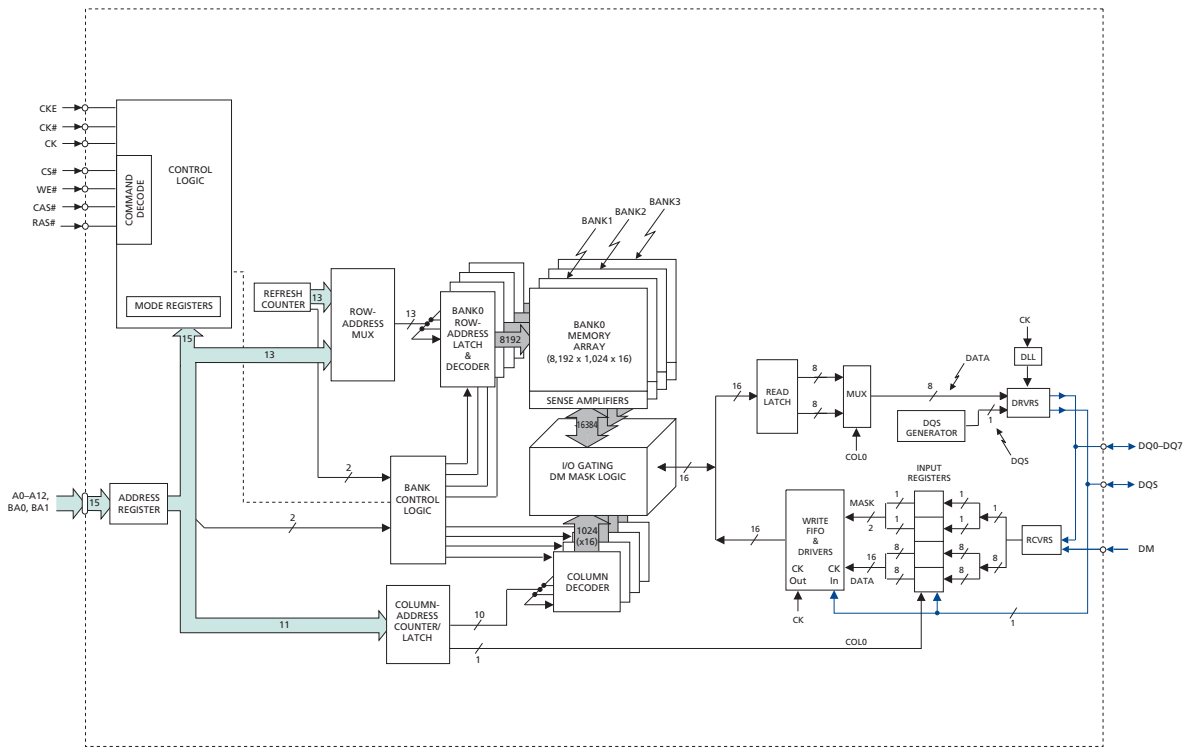 CKE
CK#
CK
CS#
WE#
CAS#
RAS#
COMMAND
DECODE
CONTROL
LOGIC
MODE REGISTERS
15
REFRESH
COUNTER
13
13
ROW-
ADDRESS
MUX
13
BANK0
ROW-
ADDRESS
LATCH
&
DECODER
8192
BANK1
BANK2
BANK3
BANK0
MEMORY
ARRAY
(8,192 x 1,024 x 16)
SENSE AMPLIFIERS
16384
I/O GATING
DM MASK LOGIC
16
A0–A12,
BA0, BA1
15
ADDRESS
REGISTER
2
2
BANK
CONTROL
LOGIC
1024
(x16)
COLUMN
DECODER
11
COLUMN-
ADDRESS
COUNTER/
LATCH
10
1
COL0
16
READ
LATCH
8
8
MUX
COL0
8
DATA
DQS
GENERATOR
1
DQS
CK
DLL
DRVRS
DQ0–DQ7
DQS
DM
16
WRITE
FIFO
&
DRIVERS
CK
Out
CK
In
CK
MASK
2
16
DATA
INPUT
REGISTERS
1
1
8
8
1
1
8
8
1
8
RCVRS
1